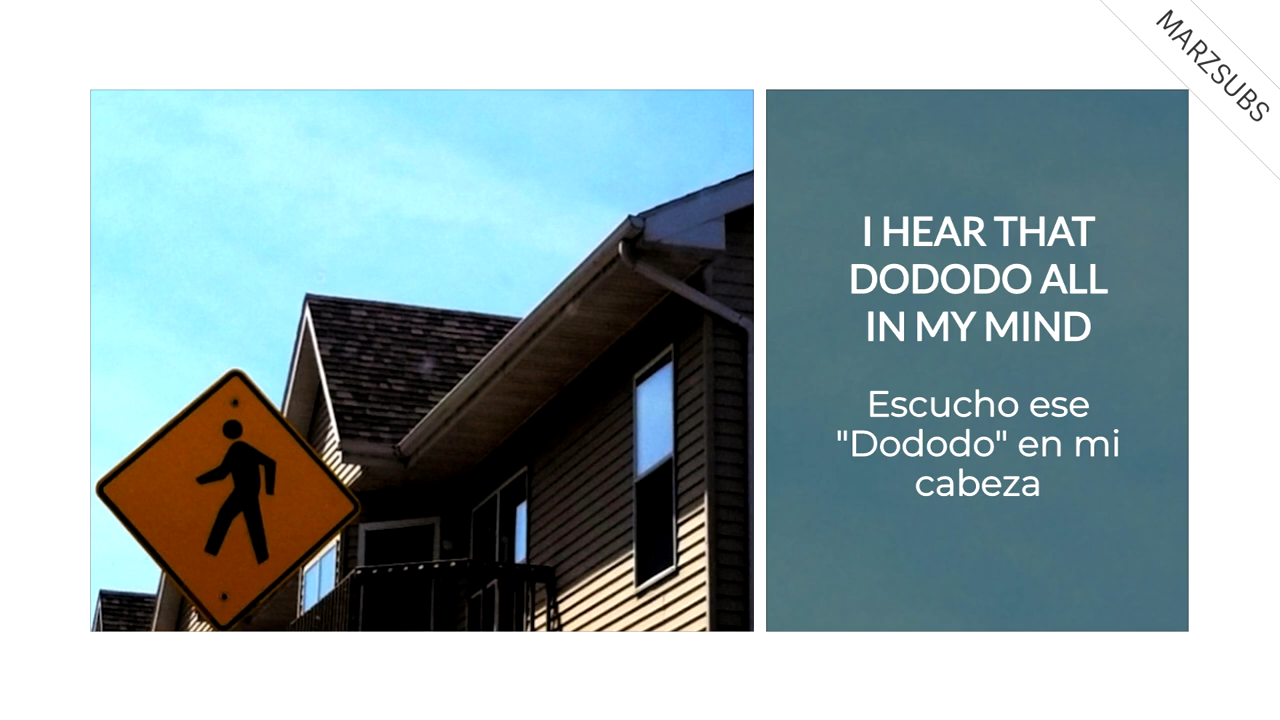 MARZSUBS
I HEAR THAT
DODODO ALL
IN MY MIND
Escucho ese
"Dododo" en mi
cabeza